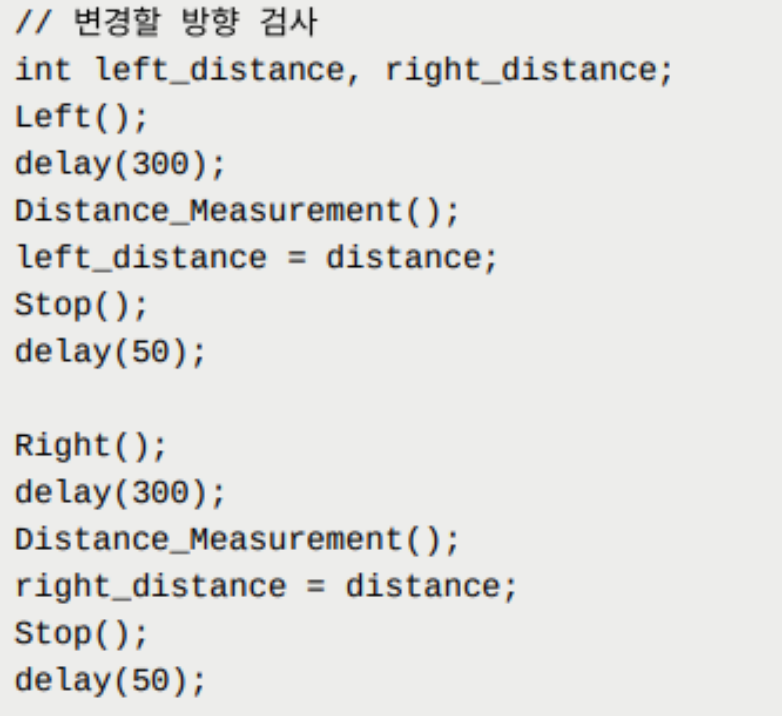 // 변경할 방향 검사
int left_distance, right_distance;
Left();
delay(300);
Distance_Measurement();
left_distance = distance;
Stop();
delay(50);

Right();
delay(300);
Distance_Measurement();
right_distance = distance;
Stop();
delay(50);